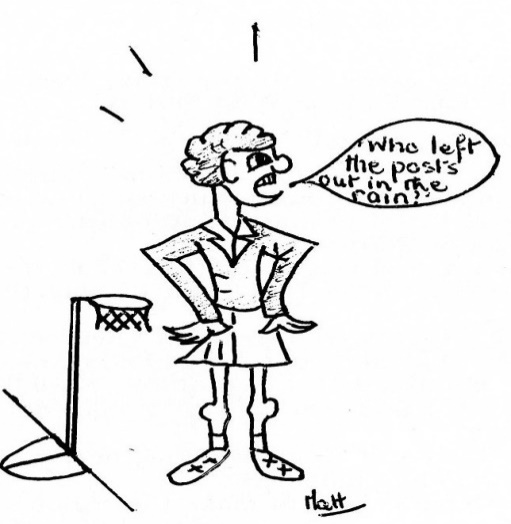 'Who left
the posts
out in the
rain?'
Matt